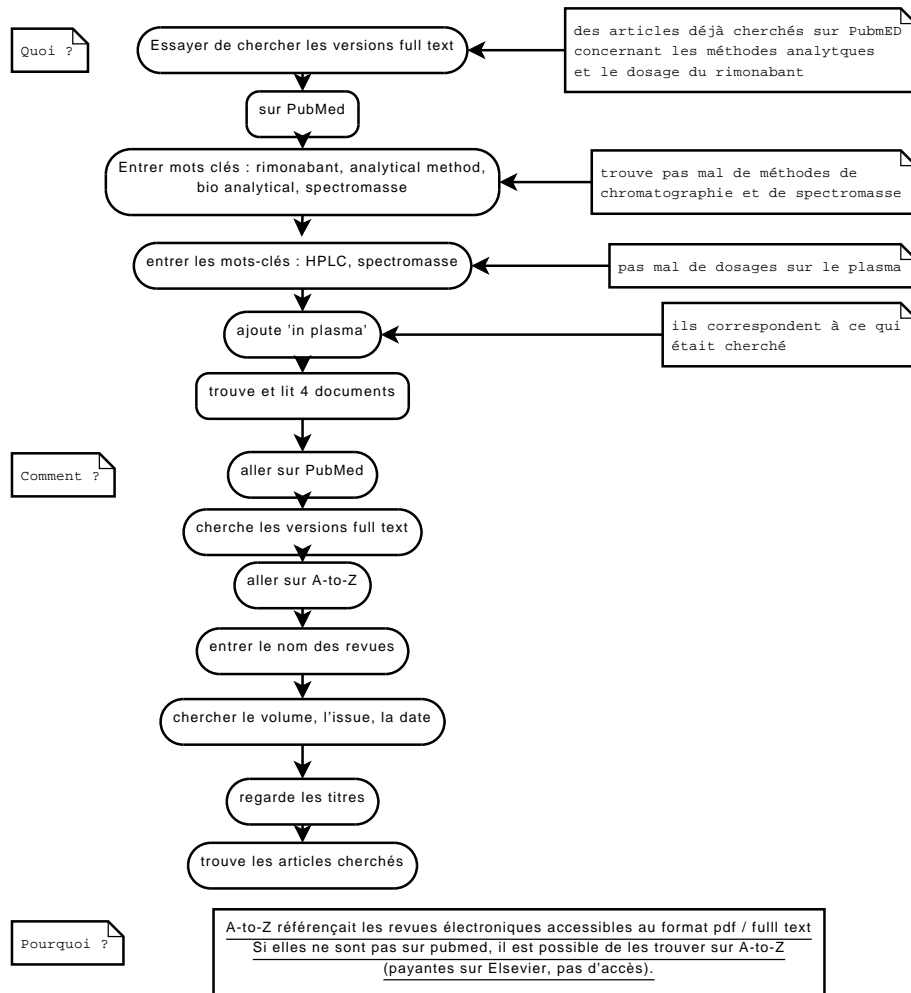 Quoi ?
Essayer de chercher les versions full text
des articles déjà cherchés sur PubmED
concernant les méthodes analytques
et le dosage du rimonabant
sur PubMed
Entrer mots clés : rimonabant, analytical method,
bio analytical, spectromasse
trouve pas mal de méthodes de
chromatographie et de spectromasse
entrer les mots-clés : HPLC, spectromasse
pas mal de dosages sur le plasma
ajoute 'in plasma'
ils correspondent à ce qui
était cherché
trouve et lit 4 documents
Comment ?
aller sur PubMed
cherche les versions full text
aller sur A-to-Z
entrer le nom des revues
chercher le volume, l'issue, la date
regarde les titres
trouve les articles cherchés
Pourquoi ?
A-to-Z référénçait les revues électroniques accessibles au format pdf / fulll text
Si elles ne sont pas sur pubmed, il est possible de les trouver sur A-to-Z
(payantes sur Elsevier, pas d'accès).